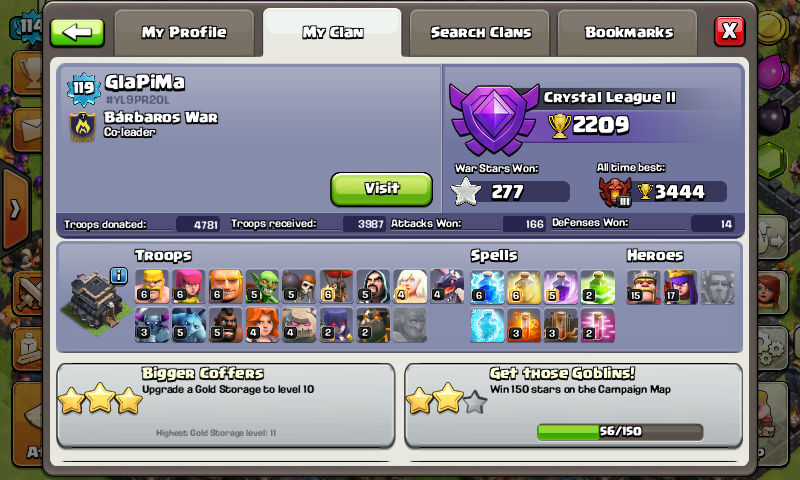 114
My Profile
My Clan
Search Clans
Bookmarks
X
119
GlaPiMa
#YL9PR20L
Bárbaros War
Co-leader
Visit
Crystal League II
2209
War Stars Won:
277
All time best:
III
3444
Troops donated: 4781
Troops received: 3987
Attacks Won: 166
Defenses Won: 14
Troops
Spells
Heroes
i
6 6 6 5 5 6 5 4 4
6 6 5 2
15 17
3 5 5 4 4 2 2
3 3 2
Bigger Coffers
Upgrade a Gold Storage to level 10
Highest Gold Storage level: 11
Get those Goblins!
Win 150 stars on the Campaign Map
56/150